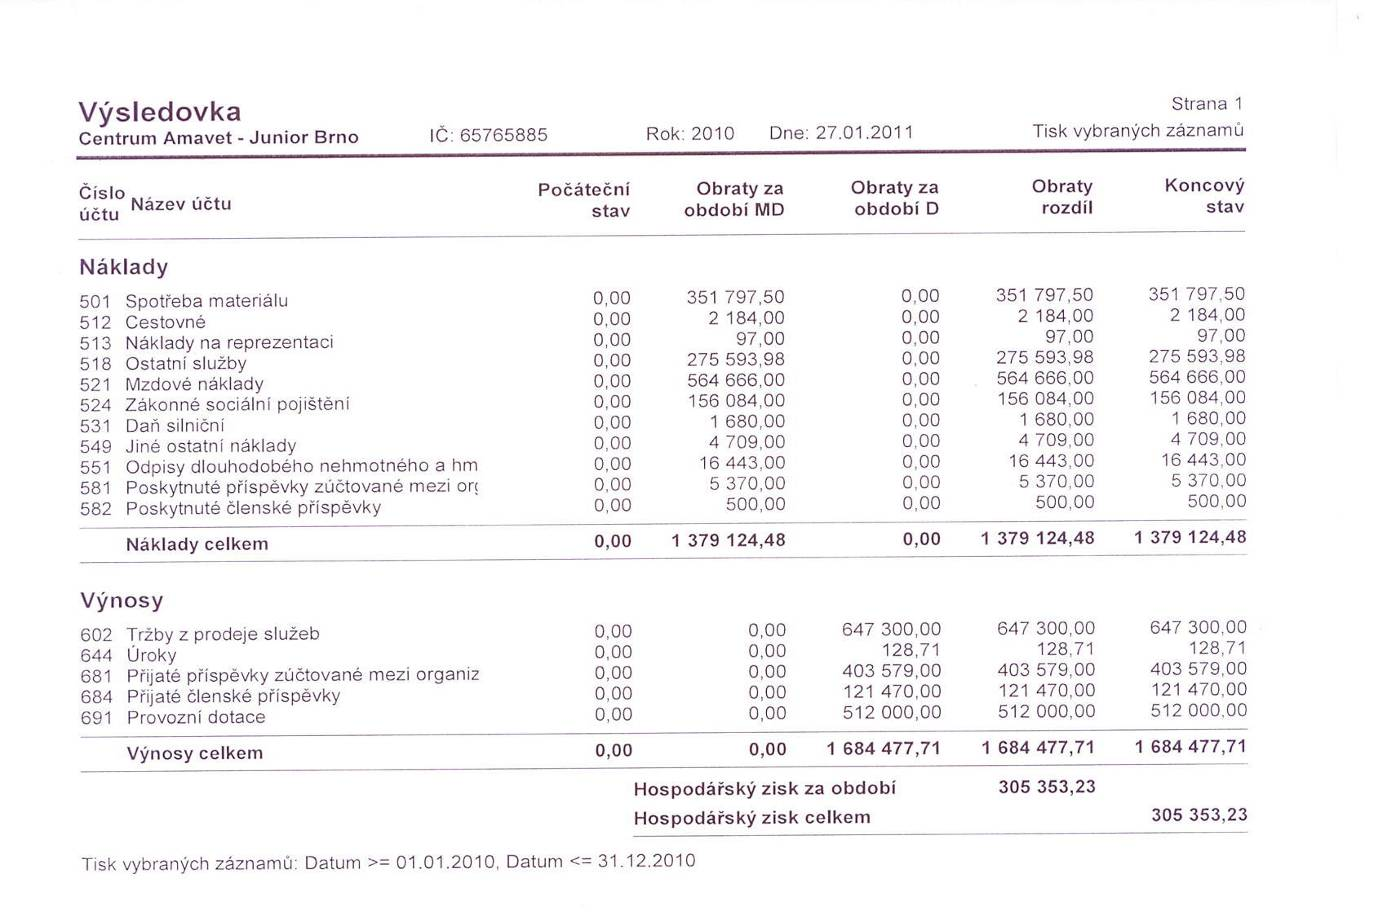 Výsledovka
Strana 1
Centrum Amavet - Junior Brno IČ: 65765885 Rok: 2010 Dne: 27.01.2011 Tisk vybraných záznamů
Číslo účtu Název účtu Počáteční stav Obraty za období MD Obraty za období D Obraty rozdíl Koncový stav
Náklady
501 Spotřeba materiálu 0,00 351 797,50 0,00 351 797,50 351 797,50
512 Cestovné 0,00 2 184,00 0,00 2 184,00 2 184,00
513 Náklady na reprezentaci 0,00 97,00 0,00 97,00 97,00
518 Ostatní služby 0,00 275 593,98 0,00 275 593,98 275 593,98
521 Mzdové náklady 0,00 564 666,00 0,00 564 666,00 564 666,00
524 Zákonné sociální pojištění 0,00 156 084,00 0,00 156 084,00 156 084,00
531 Daň silniční 0,00 1 680,00 0,00 1 680,00 1 680,00
549 Jiné ostatní náklady 0,00 4 709,00 0,00 4 709,00 4 709,00
551 Odpisy dlouhodobého nehmotného a hm 0,00 16 443,00 0,00 16 443,00 16 443,00
581 Poskytnuté příspěvky zúčtované mezi org 0,00 5 370,00 0,00 5 370,00 5 370,00
582 Poskytnuté členské příspěvky 0,00 500,00 0,00 500,00 500,00
Náklady celkem 0,00 1 379 124,48 0,00 1 379 124,48 1 379 124,48
Výnosy
602 Tržby z prodeje služeb 0,00 0,00 647 300,00 647 300,00 647 300,00
644 Úroky 0,00 0,00 128,71 128,71 128,71
681 Přijaté příspěvky zúčtované mezi organiz 0,00 0,00 403 579,00 403 579,00 403 579,00
684 Přijaté členské příspěvky 0,00 0,00 121 470,00 121 470,00 121 470,00
691 Provozní dotace 0,00 0,00 512 000,00 512 000,00 512 000,00
Výnosy celkem 0,00 0,00 1 684 477,71 1 684 477,71 1 684 477,71
Hospodářský zisk za období 305 353,23
Hospodářský zisk celkem 305 353,23
Tisk vybraných záznamů: Datum >= 01.01.2010, Datum <= 31.12.2010